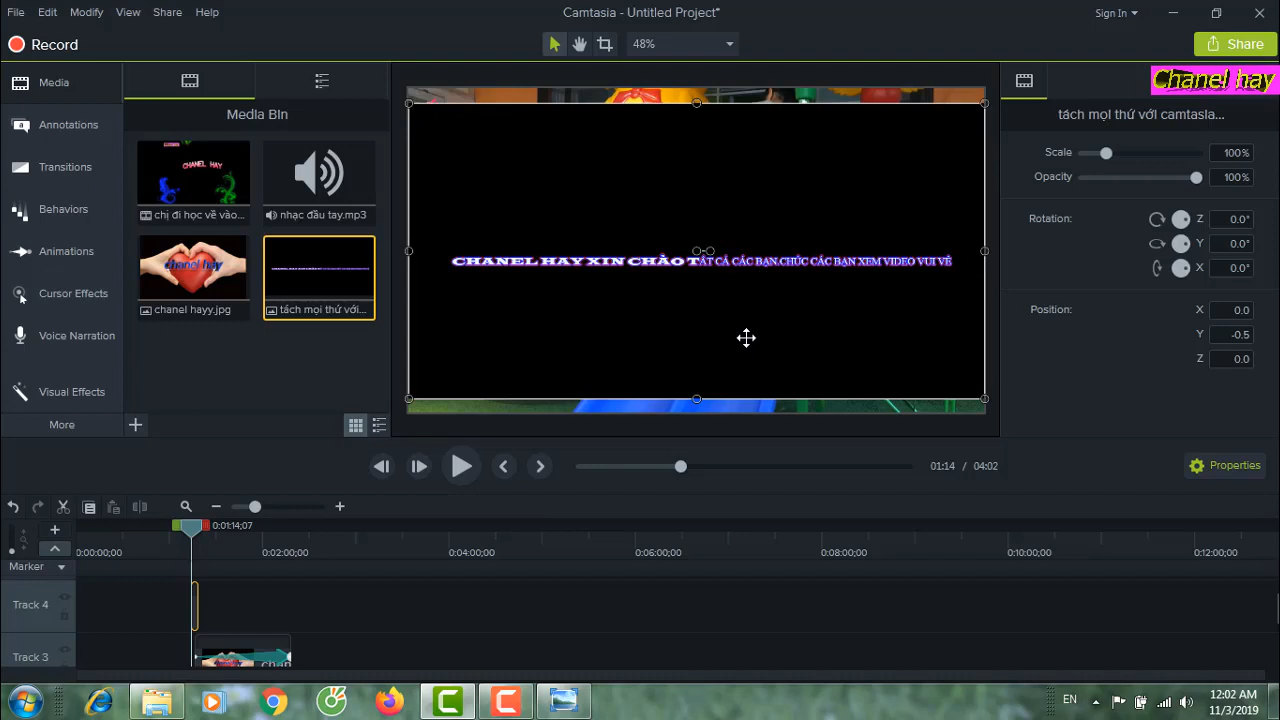 File Edit Modify View Share Help
Camtasia - Untitled Project*
Sign In
Record
48%
Share
Chanel hay
Media
Annotations
Transitions
Behaviors
Animations
Cursor Effects
Voice Narration
Visual Effects
More
Media Bin
CHANEL HAY
chị đi học về vào...
nhạc đầu tay.mp3
chanel hay
chanel hayy.jpg
tách mọi thứ với...
CHANEL HAY XIN CHÀO TẤT CẢ CÁC BẠN.CHÚC CÁC BẠN XEM VIDEO VUI VẺ
tách mọi thứ với camtasia...
Scale 100%
Opacity 100%
Rotation: Z 0.0°
Y 0.0°
X 0.0°
Position: X 0.0
Y -0.5
Z 0.0
01:14 / 04:02
Properties
0:01:14;07
0:00:00;00 0:02:00;00 0:04:00;00 0:06:00;00 0:08:00;00 0:10:00;00 0:12:00;00
Marker
Track 4
Track 3
EN
12:02 AM
11/3/2019